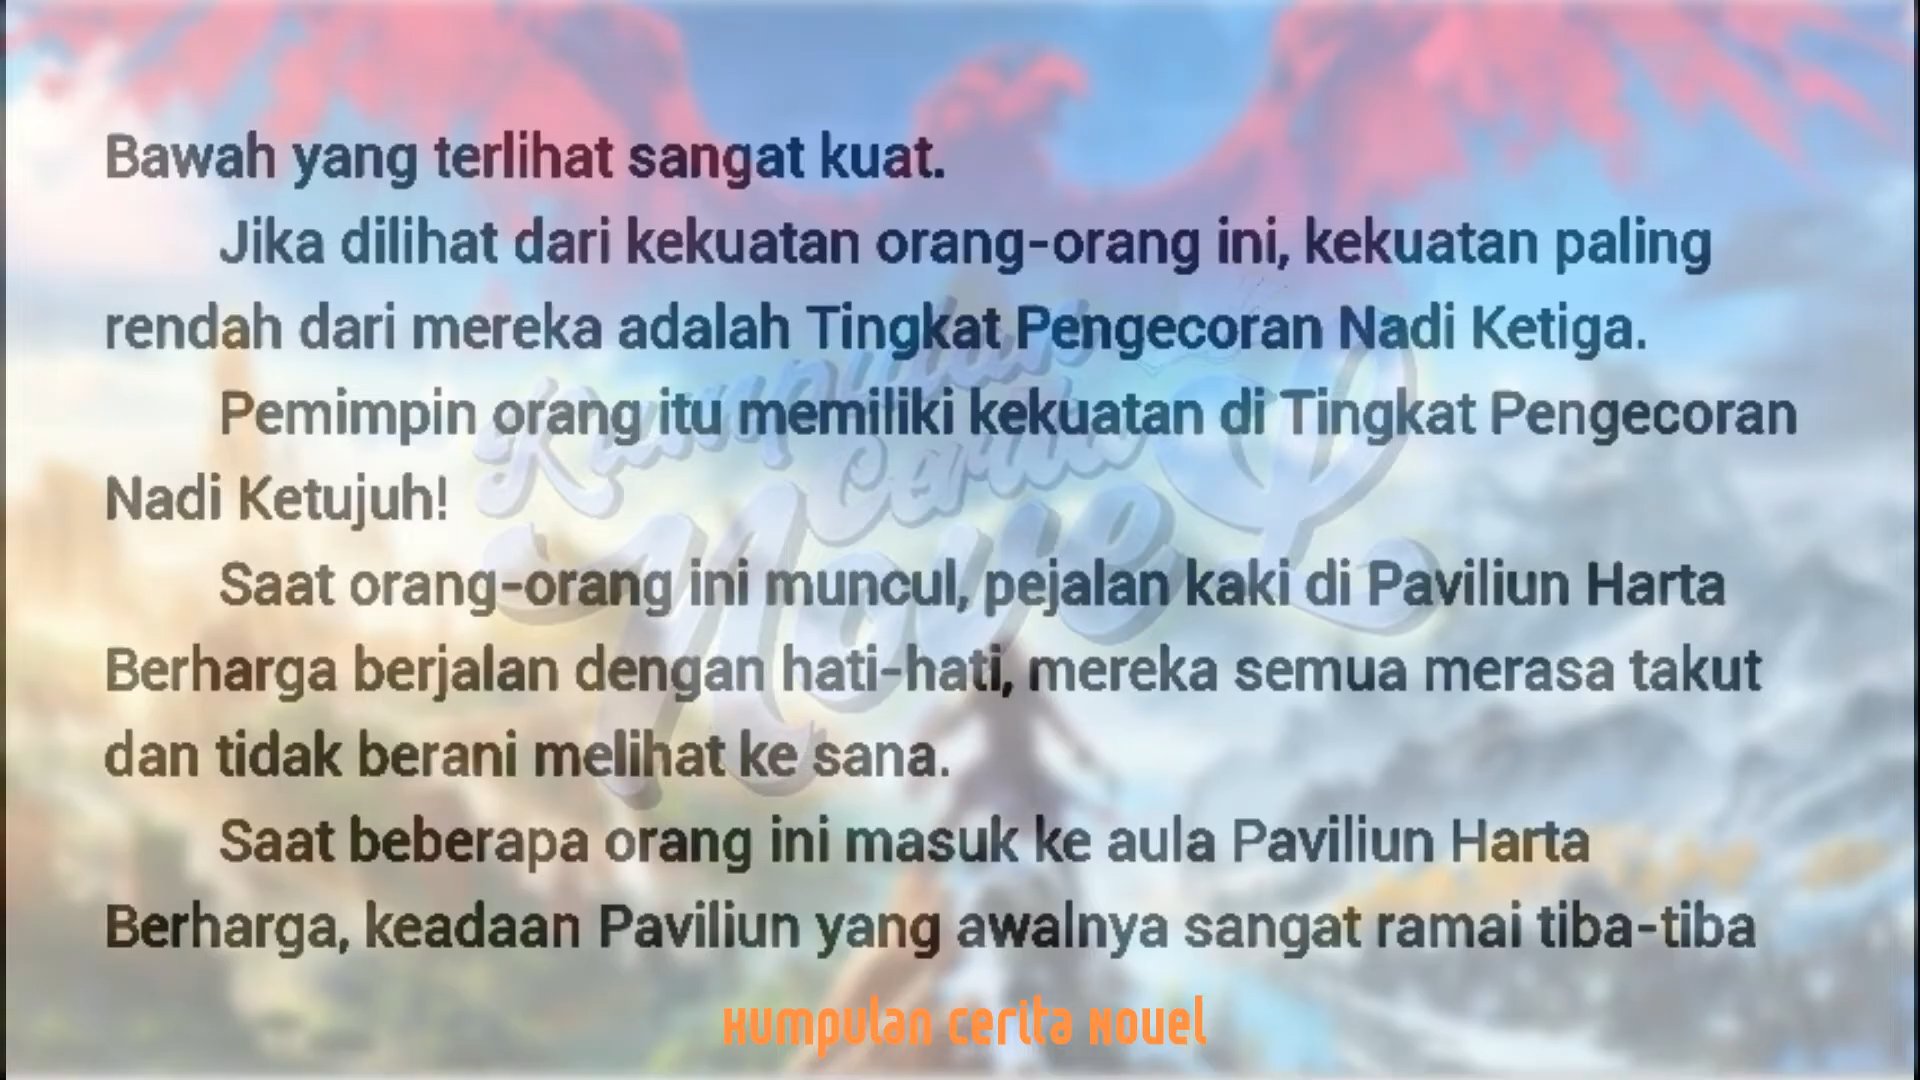 Bawah yang terlihat sangat kuat.
Jika dilihat dari kekuatan orang-orang ini, kekuatan paling
rendah dari mereka adalah Tingkat Pengecoran Nadi Ketiga.
Pemimpin orang itu memiliki kekuatan di Tingkat Pengecoran
Nadi Ketujuh!
Saat orang-orang ini muncul, pejalan kaki di Paviliun Harta
Berharga berjalan dengan hati-hati, mereka semua merasa takut
dan tidak berani melihat ke sana.
Saat beberapa orang ini masuk ke aula Paviliun Harta
Berharga, keadaan Paviliun yang awalnya sangat ramai tiba-tiba
Kumpulan
Cerita
Novel
Kumpulan Cerita Novel